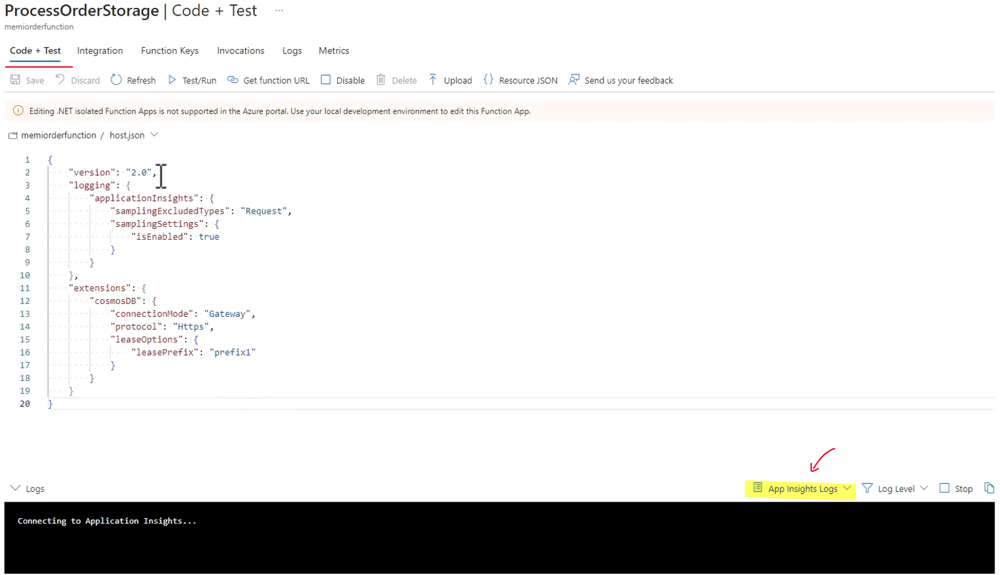 ProcessOrderStorage | Code + Test ...
memiorderfunction
Code + Test Integration Function Keys Invocations Logs Metrics
Save Discard Refresh Test/Run Get function URL Disable Delete Upload Resource JSON Send us your feedback
Editing .NET isolated Function Apps is not supported in the Azure portal. Use your local development environment to edit this Function App.
memiorderfunction / host.json
1 {
2 "version": "2.0",
3 "logging": {
4 "applicationInsights": {
5 "samplingExcludedTypes": "Request",
6 "samplingSettings": {
7 "isEnabled": true
8 }
9 }
10 },
11 "extensions": {
12 "cosmosDB": {
13 "connectionMode": "Gateway",
14 "protocol": "Https",
15 "leaseOptions": {
16 "leasePrefix": "prefix1"
17 }
18 }
19 }
20 }
Logs App Insights Logs Log Level Stop
Connecting to Application Insights...